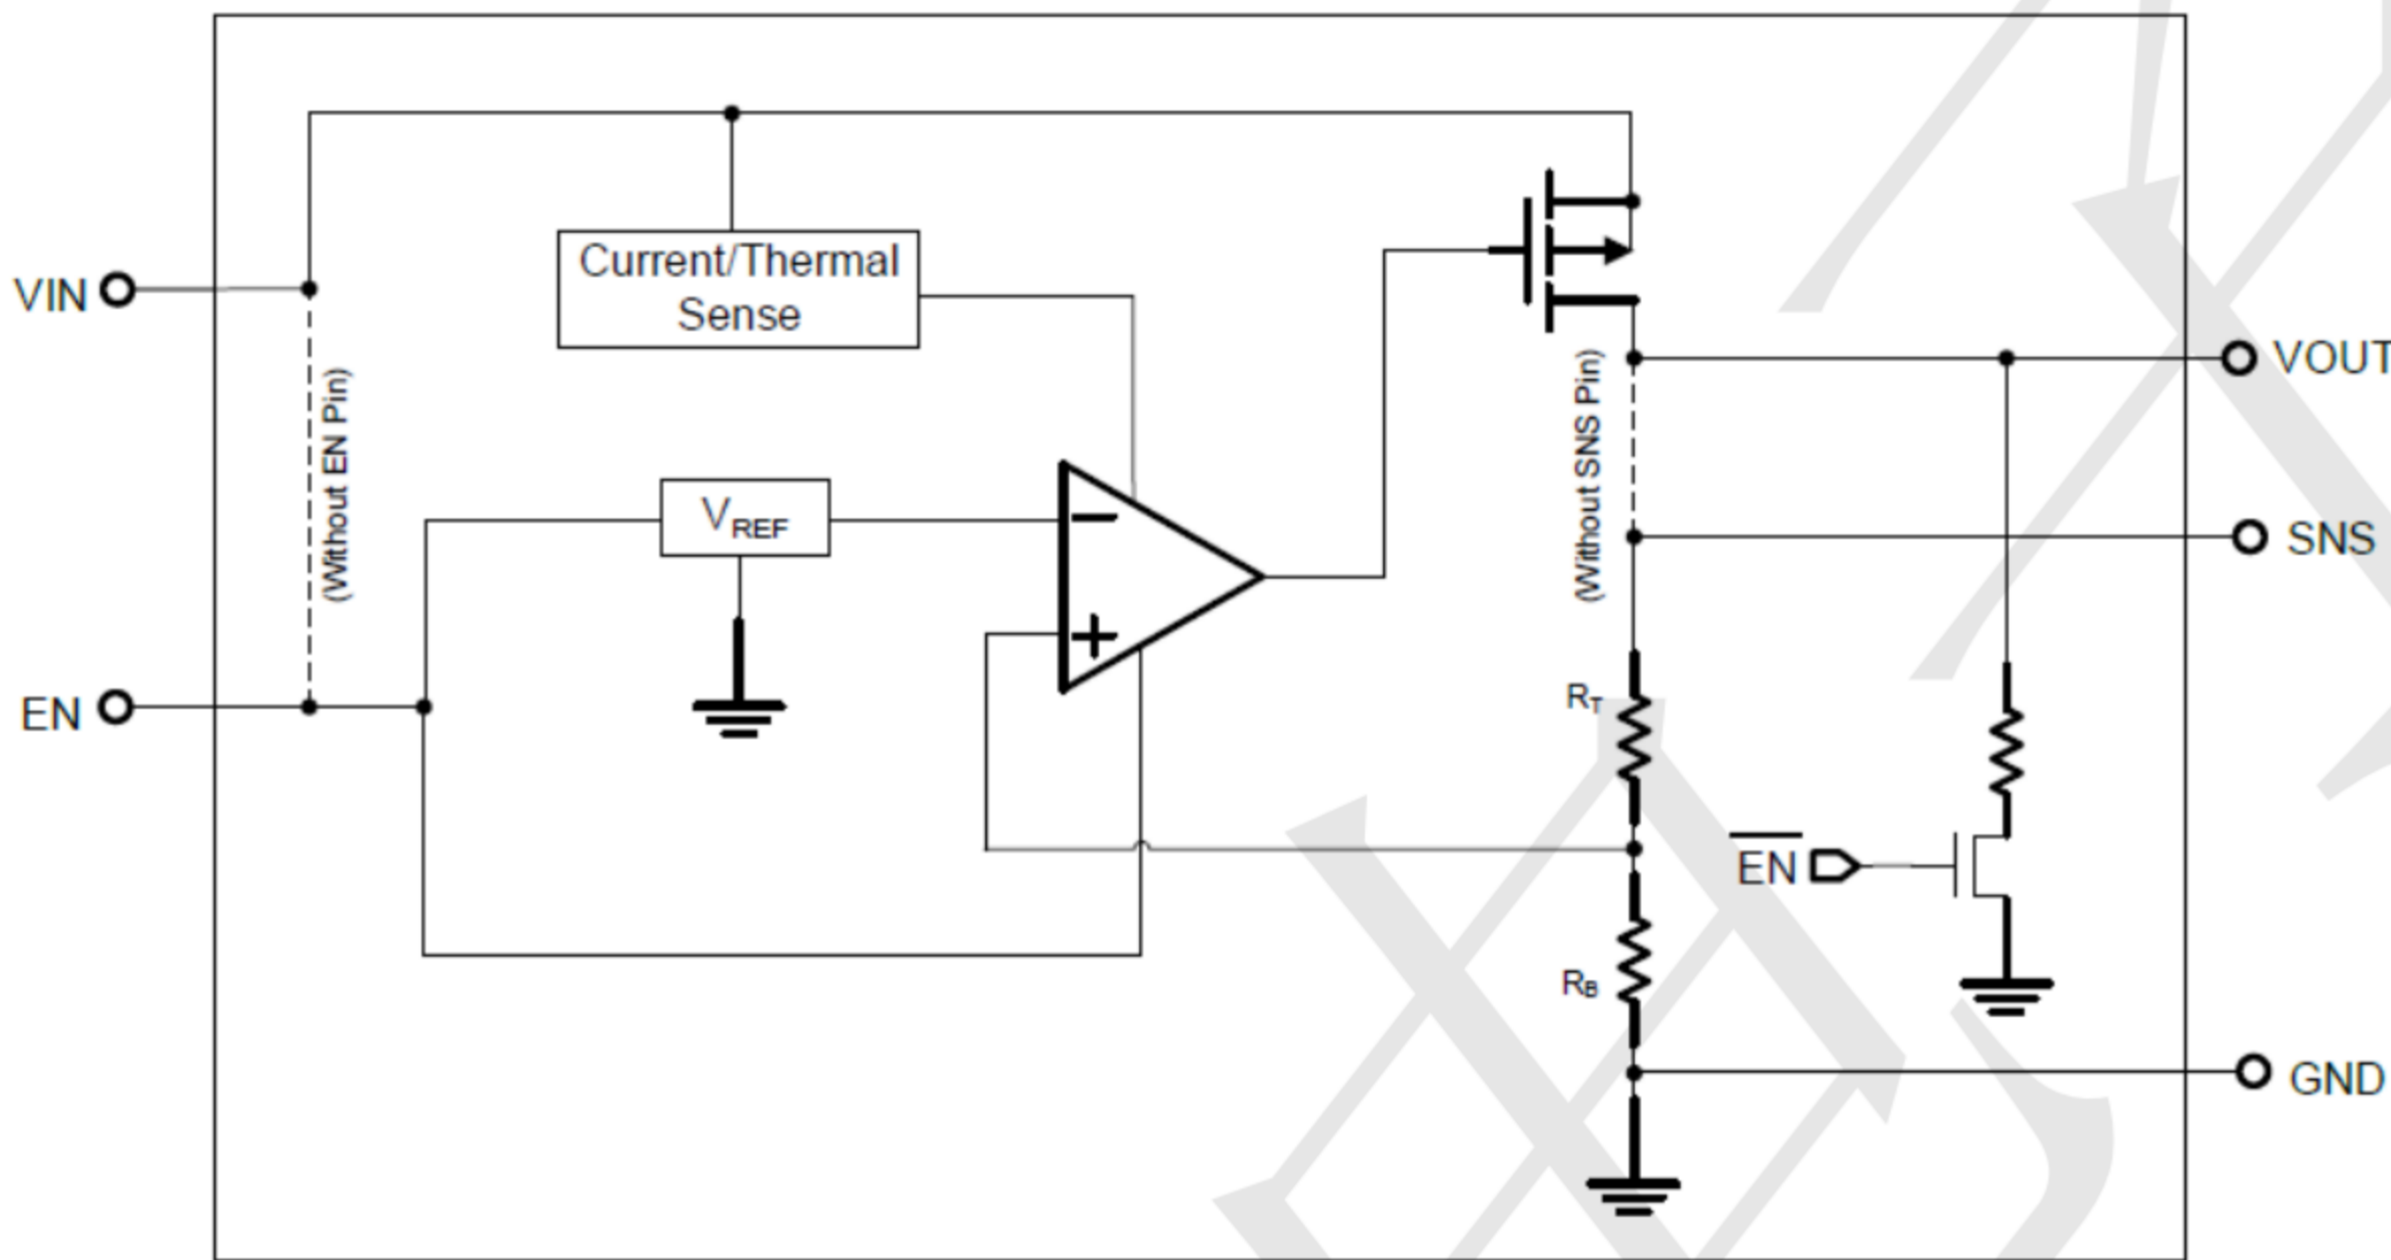 Current/Thermal
Sense
VIN
(Without EN Pin)
(Without SNS Pin)
VOUT
VREF
SNS
EN
RT
EN
RB
GND